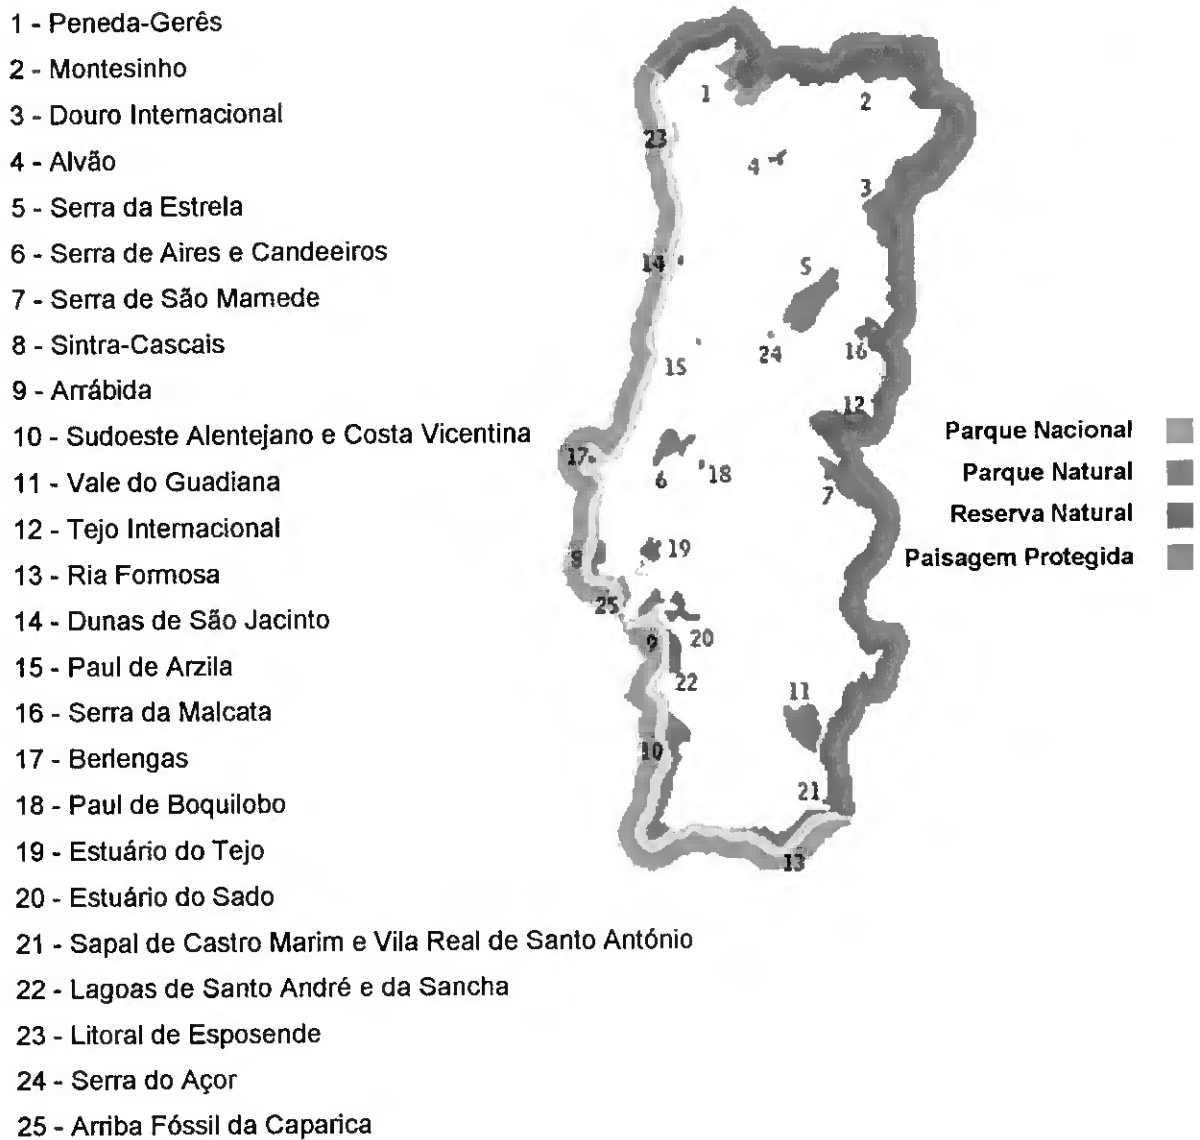 1 - Peneda-Gerês
2 - Montesinho
3 - Douro Internacional
4 - Alvão
5 - Serra da Estrela
6 - Serra de Aires e Candeeiros
7 - Serra de São Mamede
8 - Sintra-Cascais
9 - Arrábida
10 - Sudoeste Alentejano e Costa Vicentina
11 - Vale do Guadiana
12 - Tejo Internacional
13 - Ria Formosa
14 - Dunas de São Jacinto
15 - Paul de Arzila
16 - Serra da Malcata
17 - Berlengas
18 - Paul de Boquilobo
19 - Estuário do Tejo
20 - Estuário do Sado
21 - Sapal de Castro Marim e Vila Real de Santo António
22 - Lagoas de Santo André e da Sancha
23 - Litoral de Esposende
24 - Serra do Açor
25 - Arriba Fóssil da Caparica
1
2
23
4
3
14
5
15
24
16
12
17
6
18
7
8
19
25
9
20
22
11
10
21
13
Parque Nacional
Parque Natural
Reserva Natural
Paisagem Protegida